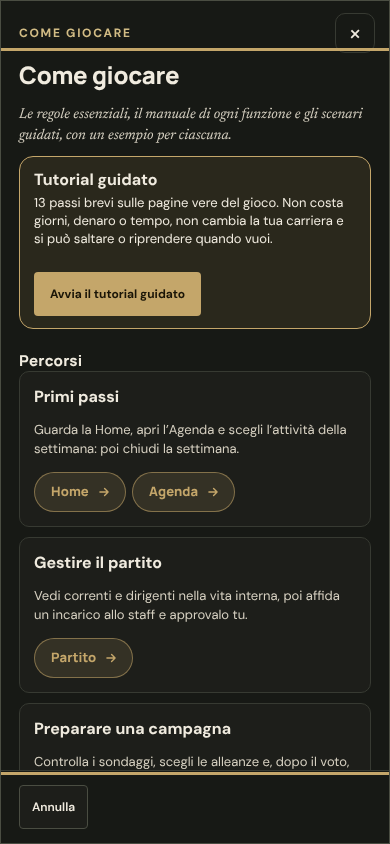 COME GIOCARE
×
Come giocare
Le regole essenziali, il manuale di ogni funzione e gli scenari
guidati, con un esempio per ciascuna.
Tutorial guidato
13 passi brevi sulle pagine vere del gioco. Non costa
giorni, denaro o tempo, non cambia la tua carriera e
si può saltare o riprendere quando vuoi.
Avvia il tutorial guidato
Percorsi
Primi passi
Guarda la Home, apri l’Agenda e scegli l’attività della
settimana: poi chiudi la settimana.
Home → Agenda →
Gestire il partito
Vedi correnti e dirigenti nella vita interna, poi affida
un incarico allo staff e approvalo tu.
Partito →
Preparare una campagna
Controlla i sondaggi, scegli le alleanze e, dopo il voto,
Annulla